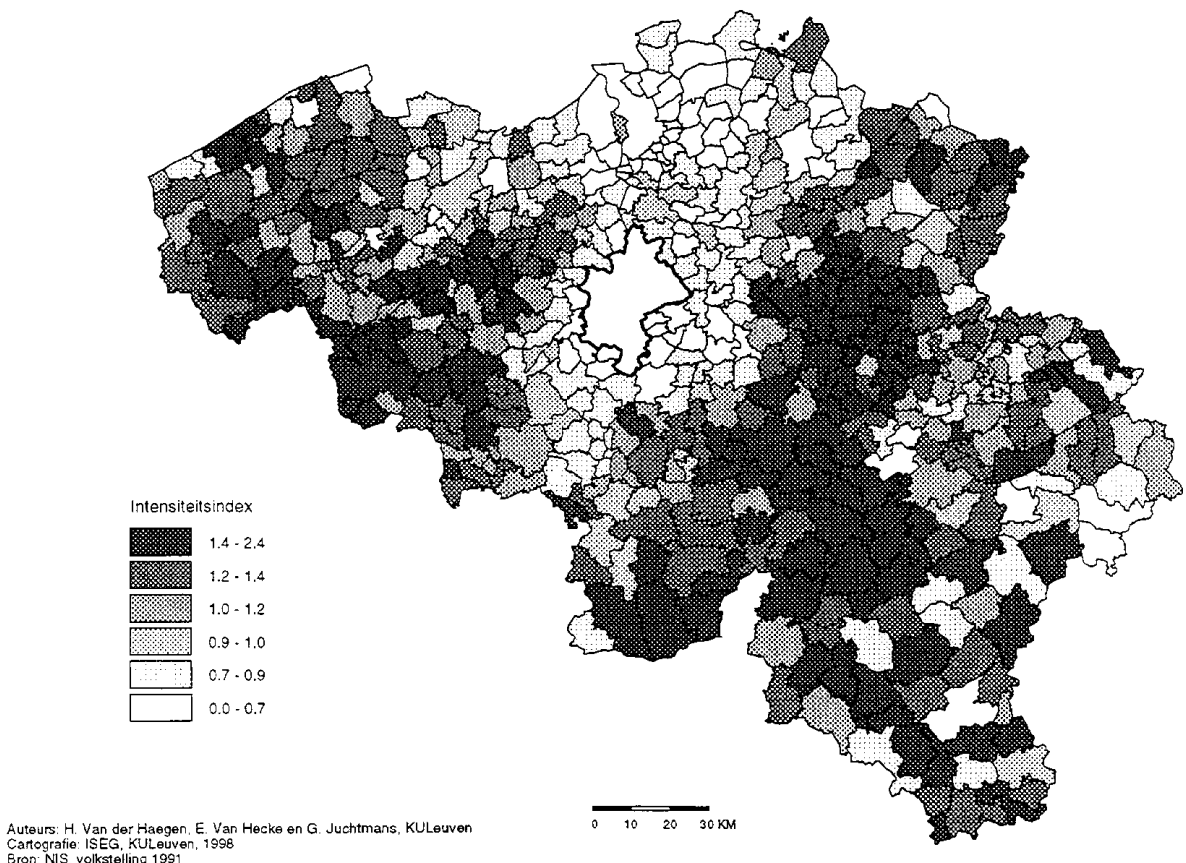 Intensiteitsindex
1.4 - 2.4
1.2 - 1.4
1.0 - 1.2
0.9 - 1.0
0.7 - 0.9
0.0 - 0.7
0 10 20 30 KM
Auteurs: H. Van der Haegen, E. Van Hecke en G. Juchtmans, KULeuven
Cartografie: ISEG, KULeuven, 1998
Bron: NIS, volkstelling 1991